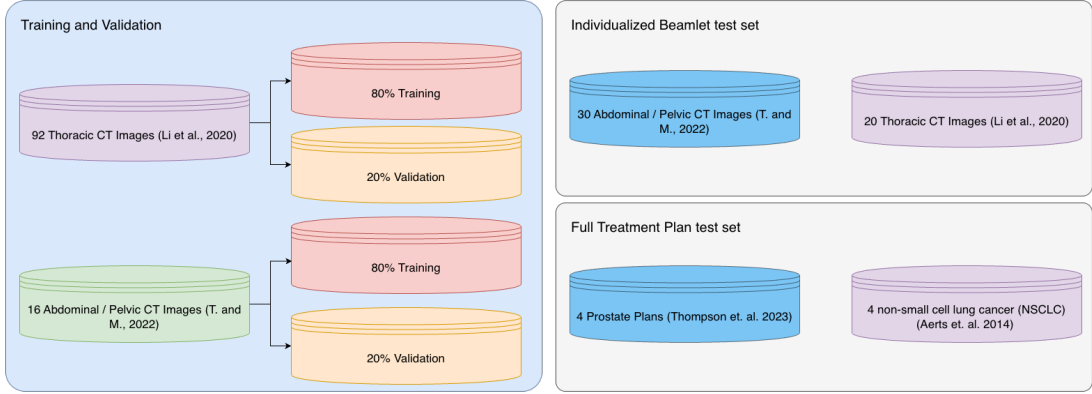 Training and Validation
92 Thoracic CT Images (Li et al., 2020)
80% Training
20% Validation
16 Abdominal / Pelvic CT Images (T. and
M., 2022)
80% Training
20% Validation
Individualized Beamlet test set
30 Abdominal / Pelvic CT Images (T. and
M., 2022)
20 Thoracic CT Images (Li et al., 2020)
Full Treatment Plan test set
4 Prostate Plans (Thompson et. al. 2023)
4 non-small cell lung cancer (NSCLC)
(Aerts et. al. 2014)